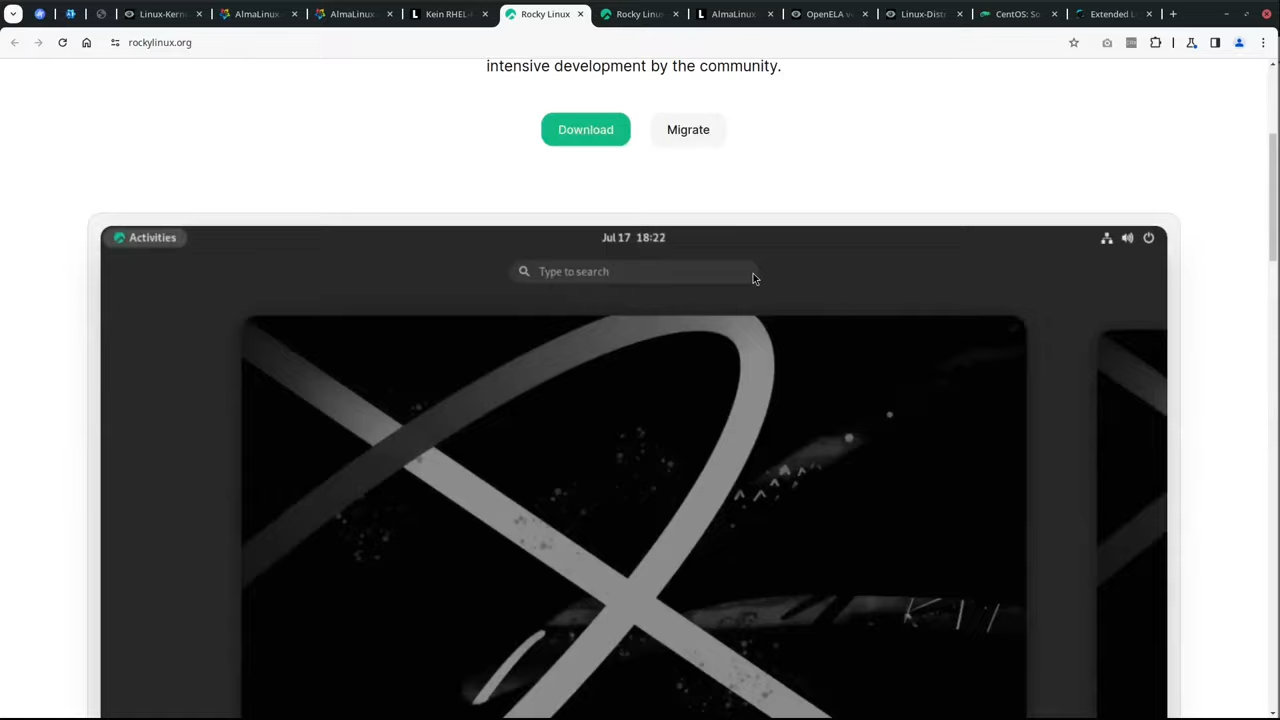 Linux-Kern
AlmaLinux
AlmaLinux
Kein RHEL-
Rocky Linux
Rocky Linu
AlmaLinux
OpenELA v
Linux-Dist
CentOS: So
Extended L
rockylinux.org
intensive development by the community.
Download
Migrate
Activities
Jul 17 18:22
Type to search